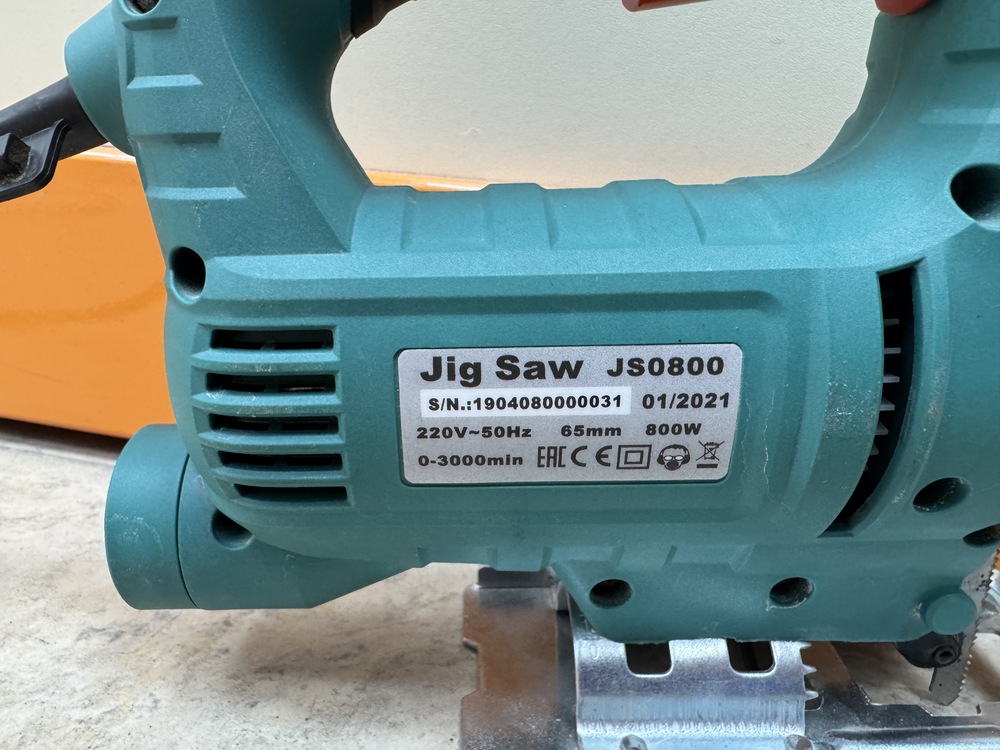 Jig Saw JS0800
S/N.:1904080000031 01/2021
220V~50Hz 65mm 800W
0-3000min EAC CE